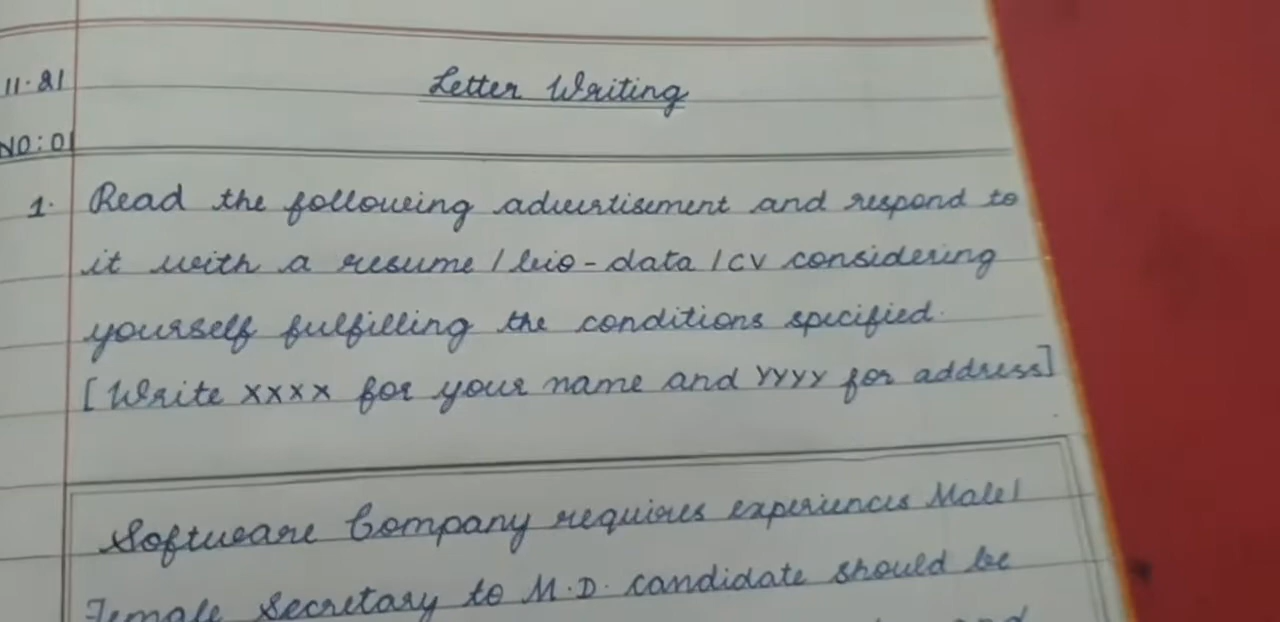 11·21
Letter Writing
NO: 01
1. Read the following advertisement and respond to
it with a resume / bio-data / CV considering
yourself fulfilling the conditions specified.
[Write xxxx for your name and YYYY for address]
Software Company requires experiences Male/
Female Secretary to M.D. candidate should be